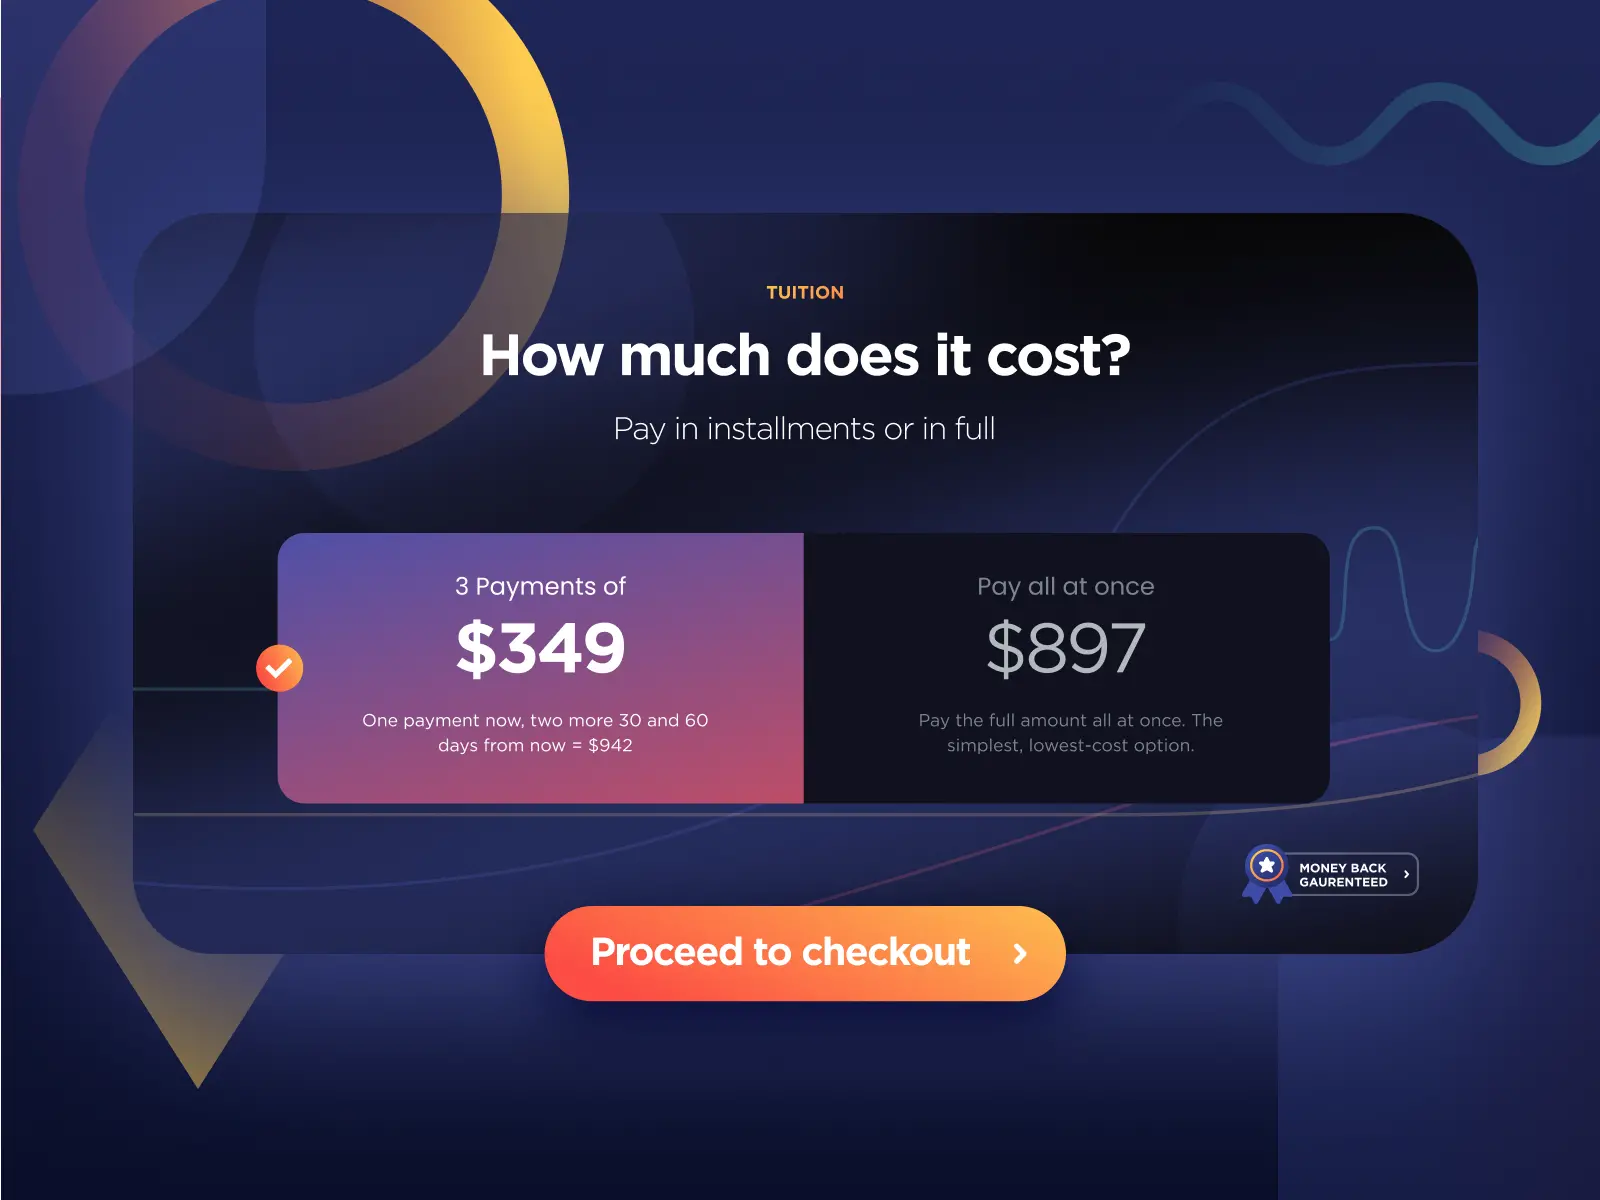 TUITION
How much does it cost?
Pay in installments or in full
3 Payments of
$349
One payment now, two more 30 and 60
days from now = $942
Pay all at once
$897
Pay the full amount all at once. The
simplest, lowest-cost option.
MONEY BACK
GAURENTEED
Proceed to checkout